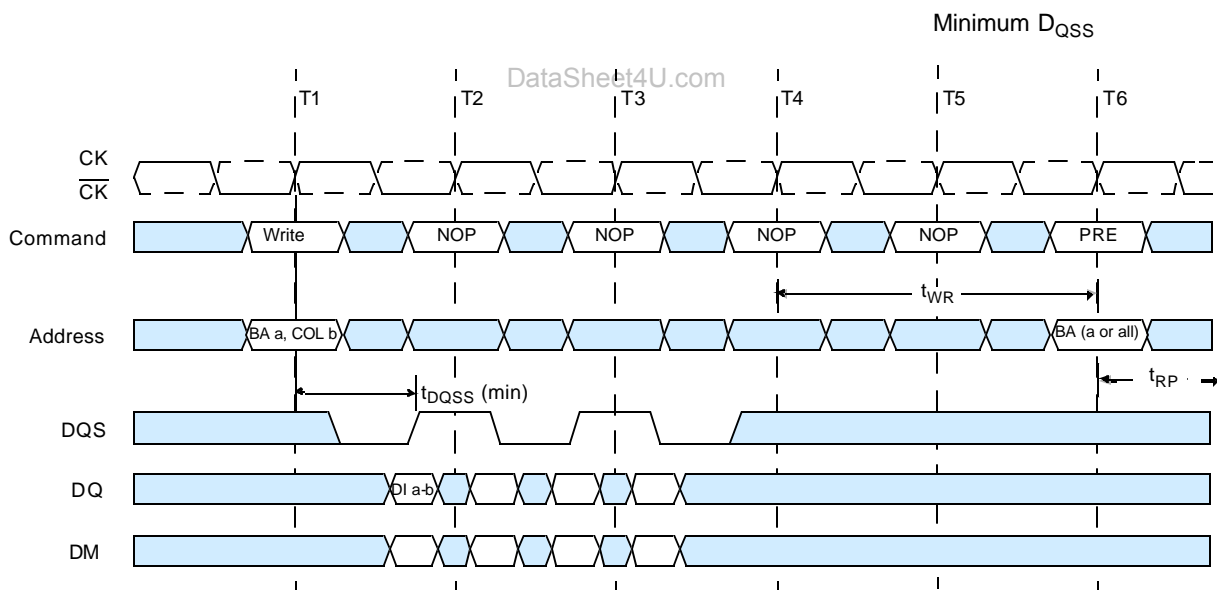 Minimum DQSS
DataSheet4U.com
T1 T2 T3 T4 T5 T6
CK
CK
Command Write NOP NOP NOP NOP PRE
tWR
Address BA a, COL b BA (a or all)
tDQSS (min) tRP
DQS
DQ DI a-b
DM